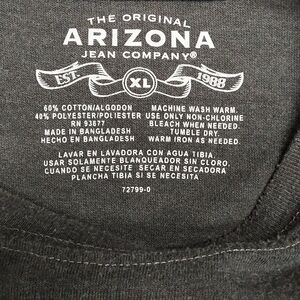 THE ORIGINAL
ARIZONA
JEAN COMPANY®
EST. XL 1988
60% COTTON/ALGODON
40% POLYESTER/POLIESTER
RN 93677
MADE IN BANGLADESH
HECHO EN BANGLADESH
MACHINE WASH WARM.
USE ONLY NON-CHLORINE
BLEACH WHEN NEEDED
TUMBLE DRY.
WARM IRON AS NEEDED
LAVAR EN LAVADORA CON AGUA TIBIA.
USAR SOLAMENTE BLANQUEADOR SIN CLORO.
CUANDO SE NECESITE SECAR EN SECADORA
PLANCHA TIBIA SI SE NECESITA
72799-0